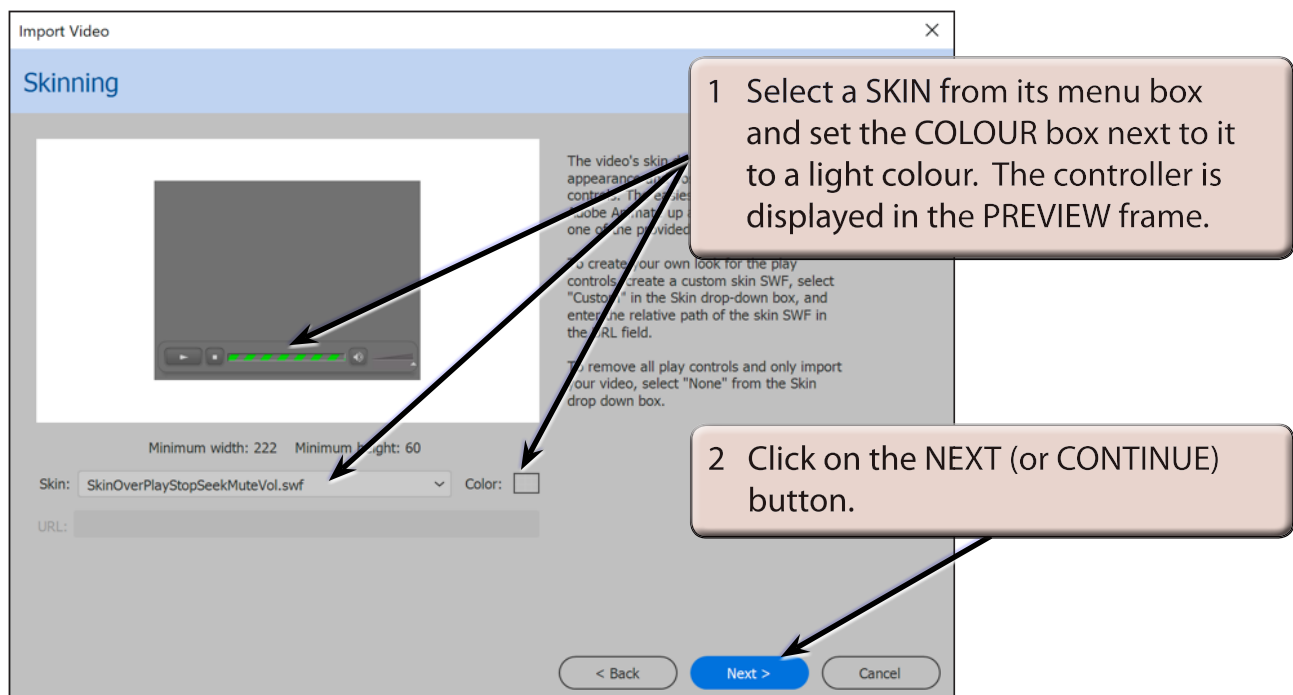 Import Video
Skinning
The video's skin
appearance
controls. The easies
Adobe Animate up
one of the provided
To create your own look for the play
controls, create a custom skin SWF, select
"Custom" in the Skin drop-down box, and
enter the relative path of the skin SWF in
the URL field.
To remove all play controls and only import
your video, select "None" from the Skin
drop down box.
Minimum width: 222 Minimum height: 60
Skin: SkinOverPlayStopSeekMuteVol.swf Color:
URL:
< Back Next > Cancel
1 Select a SKIN from its menu box
and set the COLOUR box next to it
to a light colour. The controller is
displayed in the PREVIEW frame.
2 Click on the NEXT (or CONTINUE)
button.